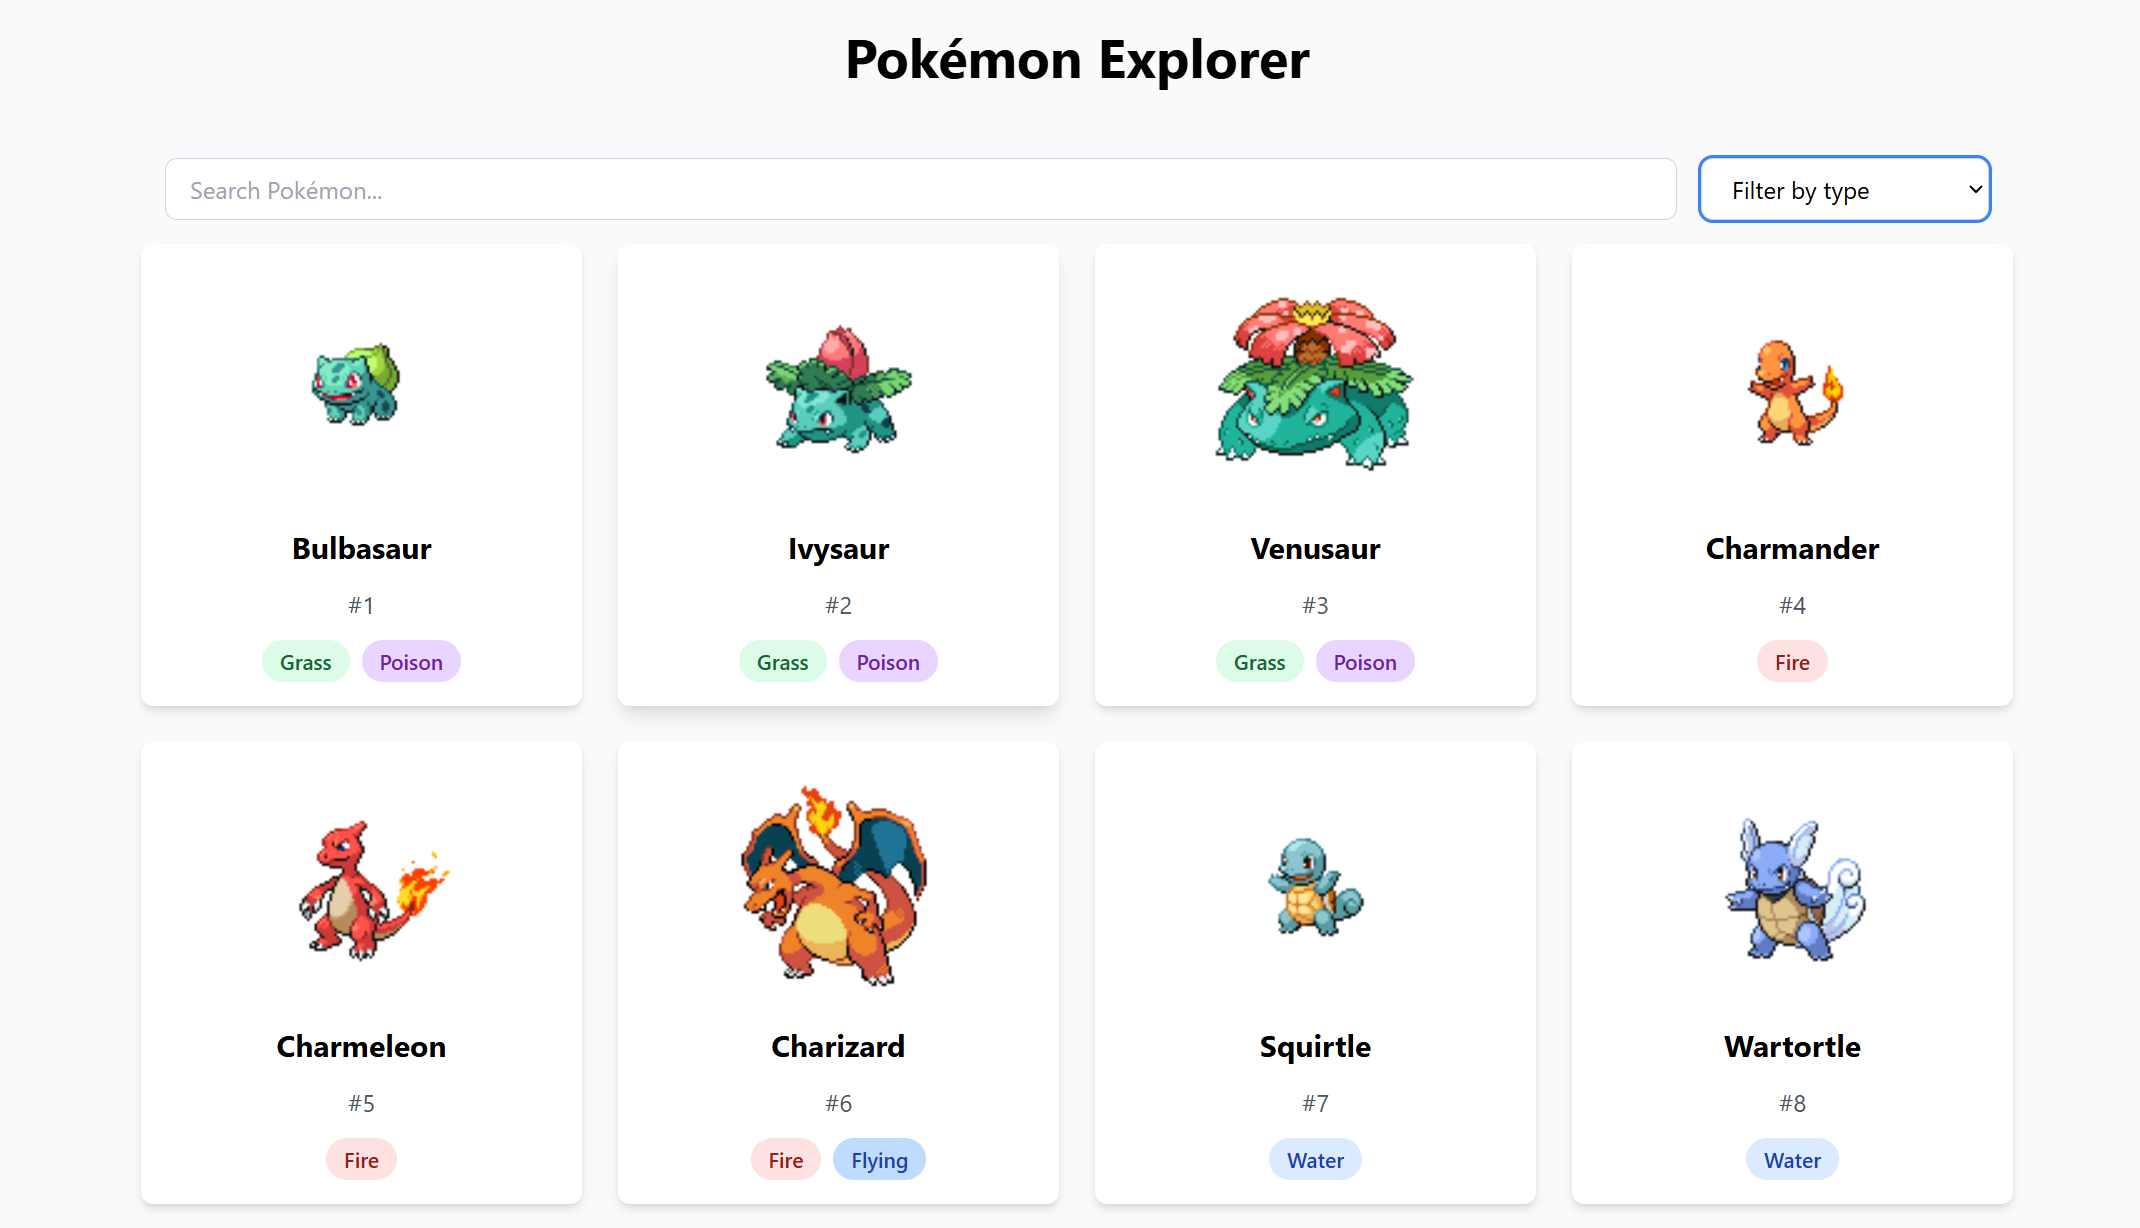 Pokémon Explorer
Search Pokémon...
Filter by type
Bulbasaur
#1
Grass Poison
Ivysaur
#2
Grass Poison
Venusaur
#3
Grass Poison
Charmander
#4
Fire
Charmeleon
#5
Fire
Charizard
#6
Fire Flying
Squirtle
#7
Water
Wartortle
#8
Water